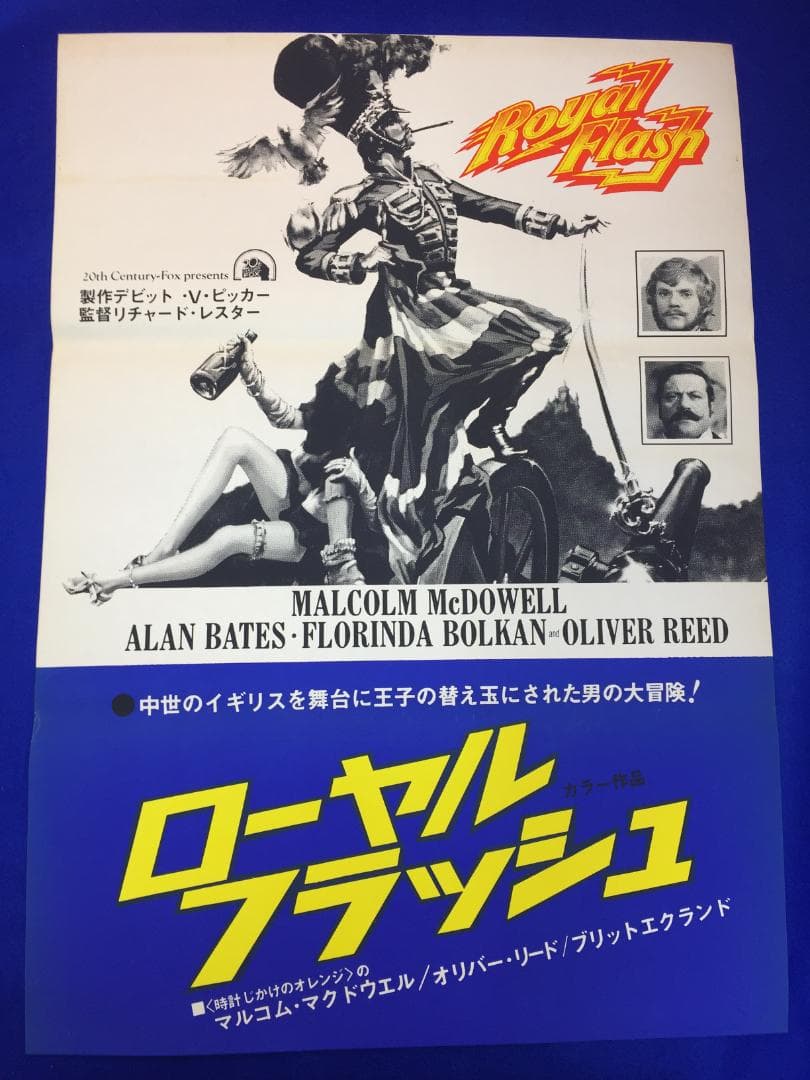 Royal
Flash
20th Century-Fox presents
製作デビット・V・ピッカー
監督リチャード・レスター
MALCOLM McDOWELL
ALAN BATES・FLORINDA BOLKAN and OLIVER REED
●中世のイギリスを舞台に王子の替え玉にされた男の大冒険!
ローヤル
カラー作品
フラッシュ
■〈時計じかけのオレンジ〉の
マルコム・マクドウエル/オリバー・リード/ブリットエクランド